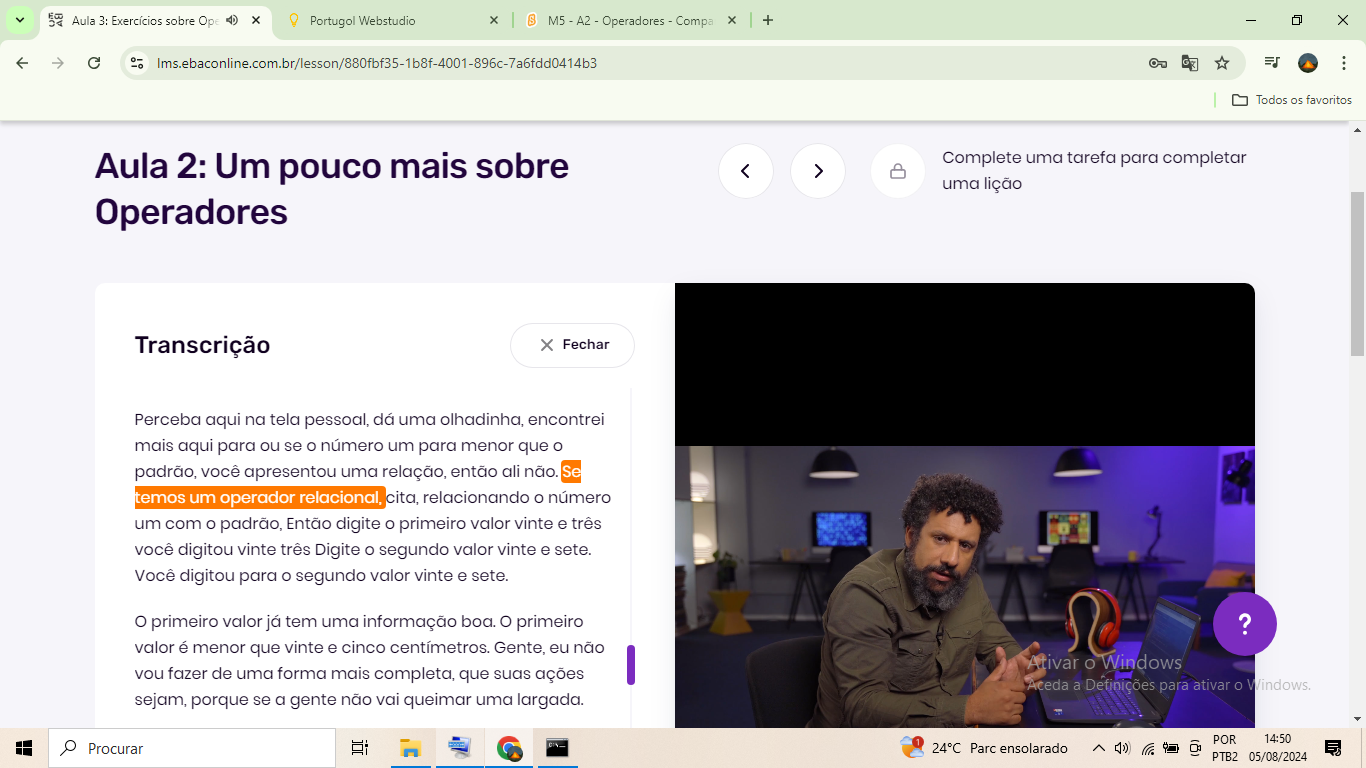 Aula 3: Exercícios sobre Ope
Portugol Webstudio
M5 - A2 - Operadores - Compa
lms.ebaconline.com.br/lesson/880fbf35-1b8f-4001-896c-7a6fdd0414b3
Todos os favoritos
Aula 2: Um pouco mais sobre
Operadores
Complete uma tarefa para completar
uma lição
Transcrição
Fechar
Perceba aqui na tela pessoal, dá uma olhadinha, encontrei
mais aqui para ou se o número um para menor que o
padrão, você apresentou uma relação, então ali não. Se
temos um operador relacional, cita, relacionando o número
um com o padrão, Então digite o primeiro valor vinte e três
você digitou vinte três Digite o segundo valor vinte e sete.
Você digitou para o segundo valor vinte e sete.
O primeiro valor já tem uma informação boa. O primeiro
valor é menor que vinte e cinco centímetros. Gente, eu não
vou fazer de uma forma mais completa, que suas ações
sejam, porque se a gente não vai queimar uma largada.
?
Ativar o Windows
Aceda a Definições para ativar o Windows.
Procurar
1
24°C Parc ensolarado
POR
PTB2
14:50
05/08/2024